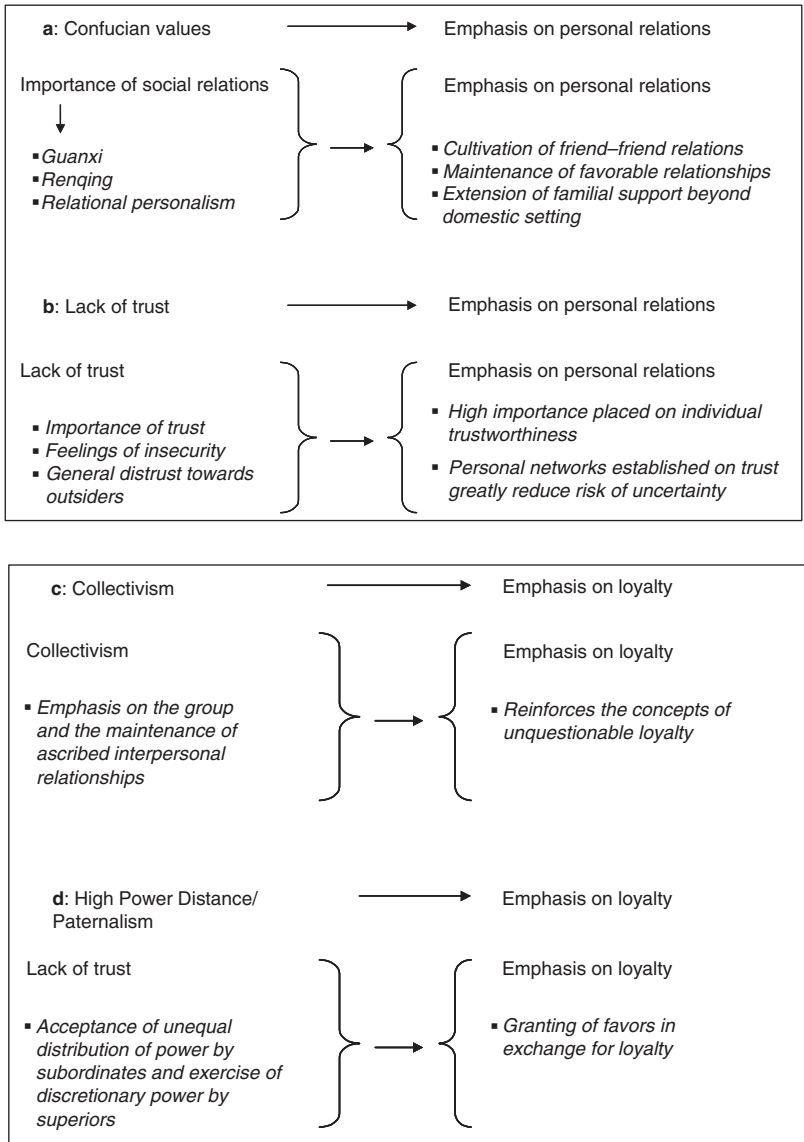 a: Confucian values
Emphasis on personal relations
Importance of social relations
▪ Guanxi
▪ Renqing
▪ Relational personalism
Emphasis on personal relations
▪ Cultivation of friend–friend relations
▪ Maintenance of favorable relationships
▪ Extension of familial support beyond
domestic setting
b: Lack of trust
Emphasis on personal relations
Lack of trust
▪ Importance of trust
▪ Feelings of insecurity
▪ General distrust towards
outsiders
Emphasis on personal relations
▪ High importance placed on individual
trustworthiness
▪ Personal networks established on trust
greatly reduce risk of uncertainty
c: Collectivism
Emphasis on loyalty
Collectivism
▪ Emphasis on the group
and the maintenance of
ascribed interpersonal
relationships
Emphasis on loyalty
▪ Reinforces the concepts of
unquestionable loyalty
d: High Power Distance/
Paternalism
Emphasis on loyalty
Lack of trust
▪ Acceptance of unequal
distribution of power by
subordinates and exercise of
discretionary power by
superiors
Emphasis on loyalty
▪ Granting of favors in
exchange for loyalty